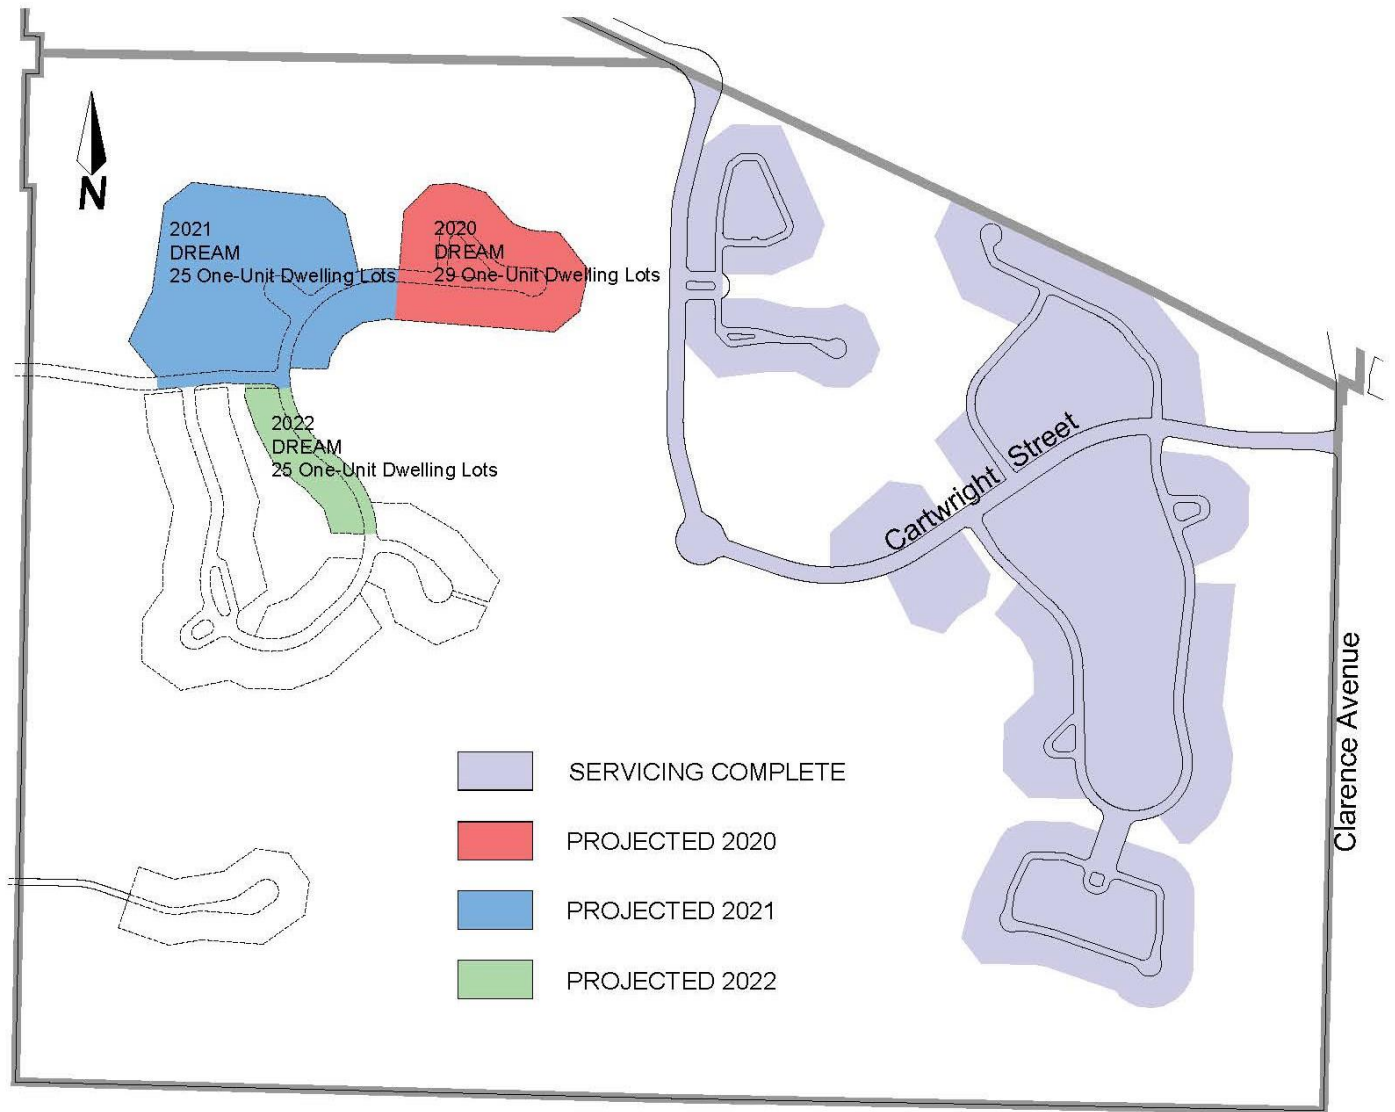 N
2021
DREAM
25 One-Unit Dwelling Lots
2020
DREAM
29 One-Unit Dwelling Lots
2022
DREAM
25 One-Unit Dwelling Lots
Cartwright Street
Clarence Avenue
SERVICING COMPLETE
PROJECTED 2020
PROJECTED 2021
PROJECTED 2022